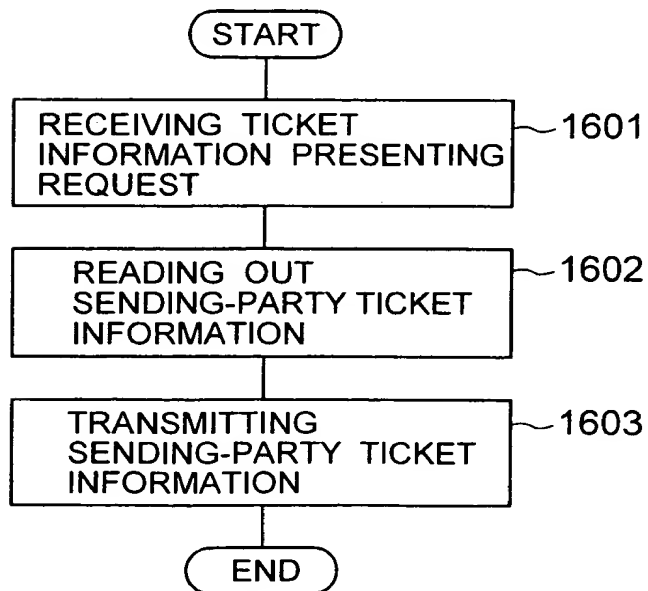 START
RECEIVING TICKET
INFORMATION PRESENTING
REQUEST
1601
READING OUT
SENDING-PARTY TICKET
INFORMATION
1602
TRANSMITTING
SENDING-PARTY TICKET
INFORMATION
1603
END